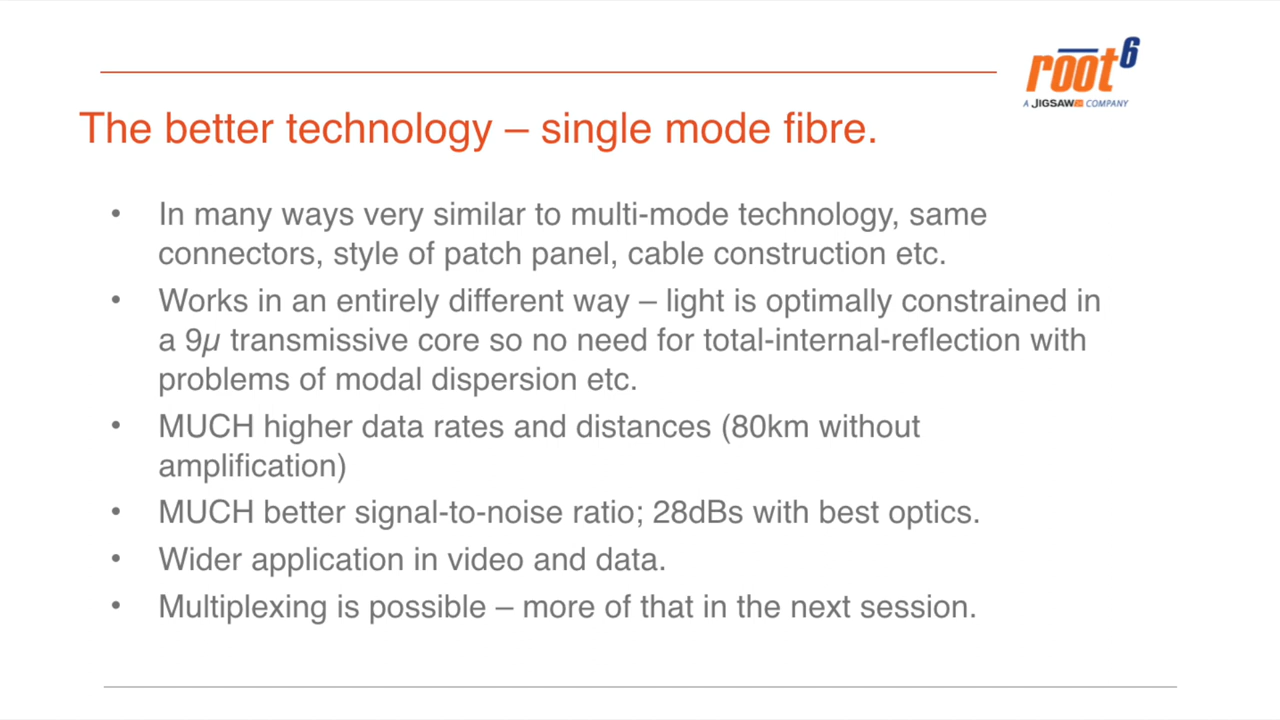 root6
A JIGSAW24 COMPANY
The better technology – single mode fibre.
• In many ways very similar to multi-mode technology, same
connectors, style of patch panel, cable construction etc.
• Works in an entirely different way – light is optimally constrained in
a 9µ transmissive core so no need for total-internal-reflection with
problems of modal dispersion etc.
• MUCH higher data rates and distances (80km without
amplification)
• MUCH better signal-to-noise ratio; 28dBs with best optics.
• Wider application in video and data.
• Multiplexing is possible – more of that in the next session.